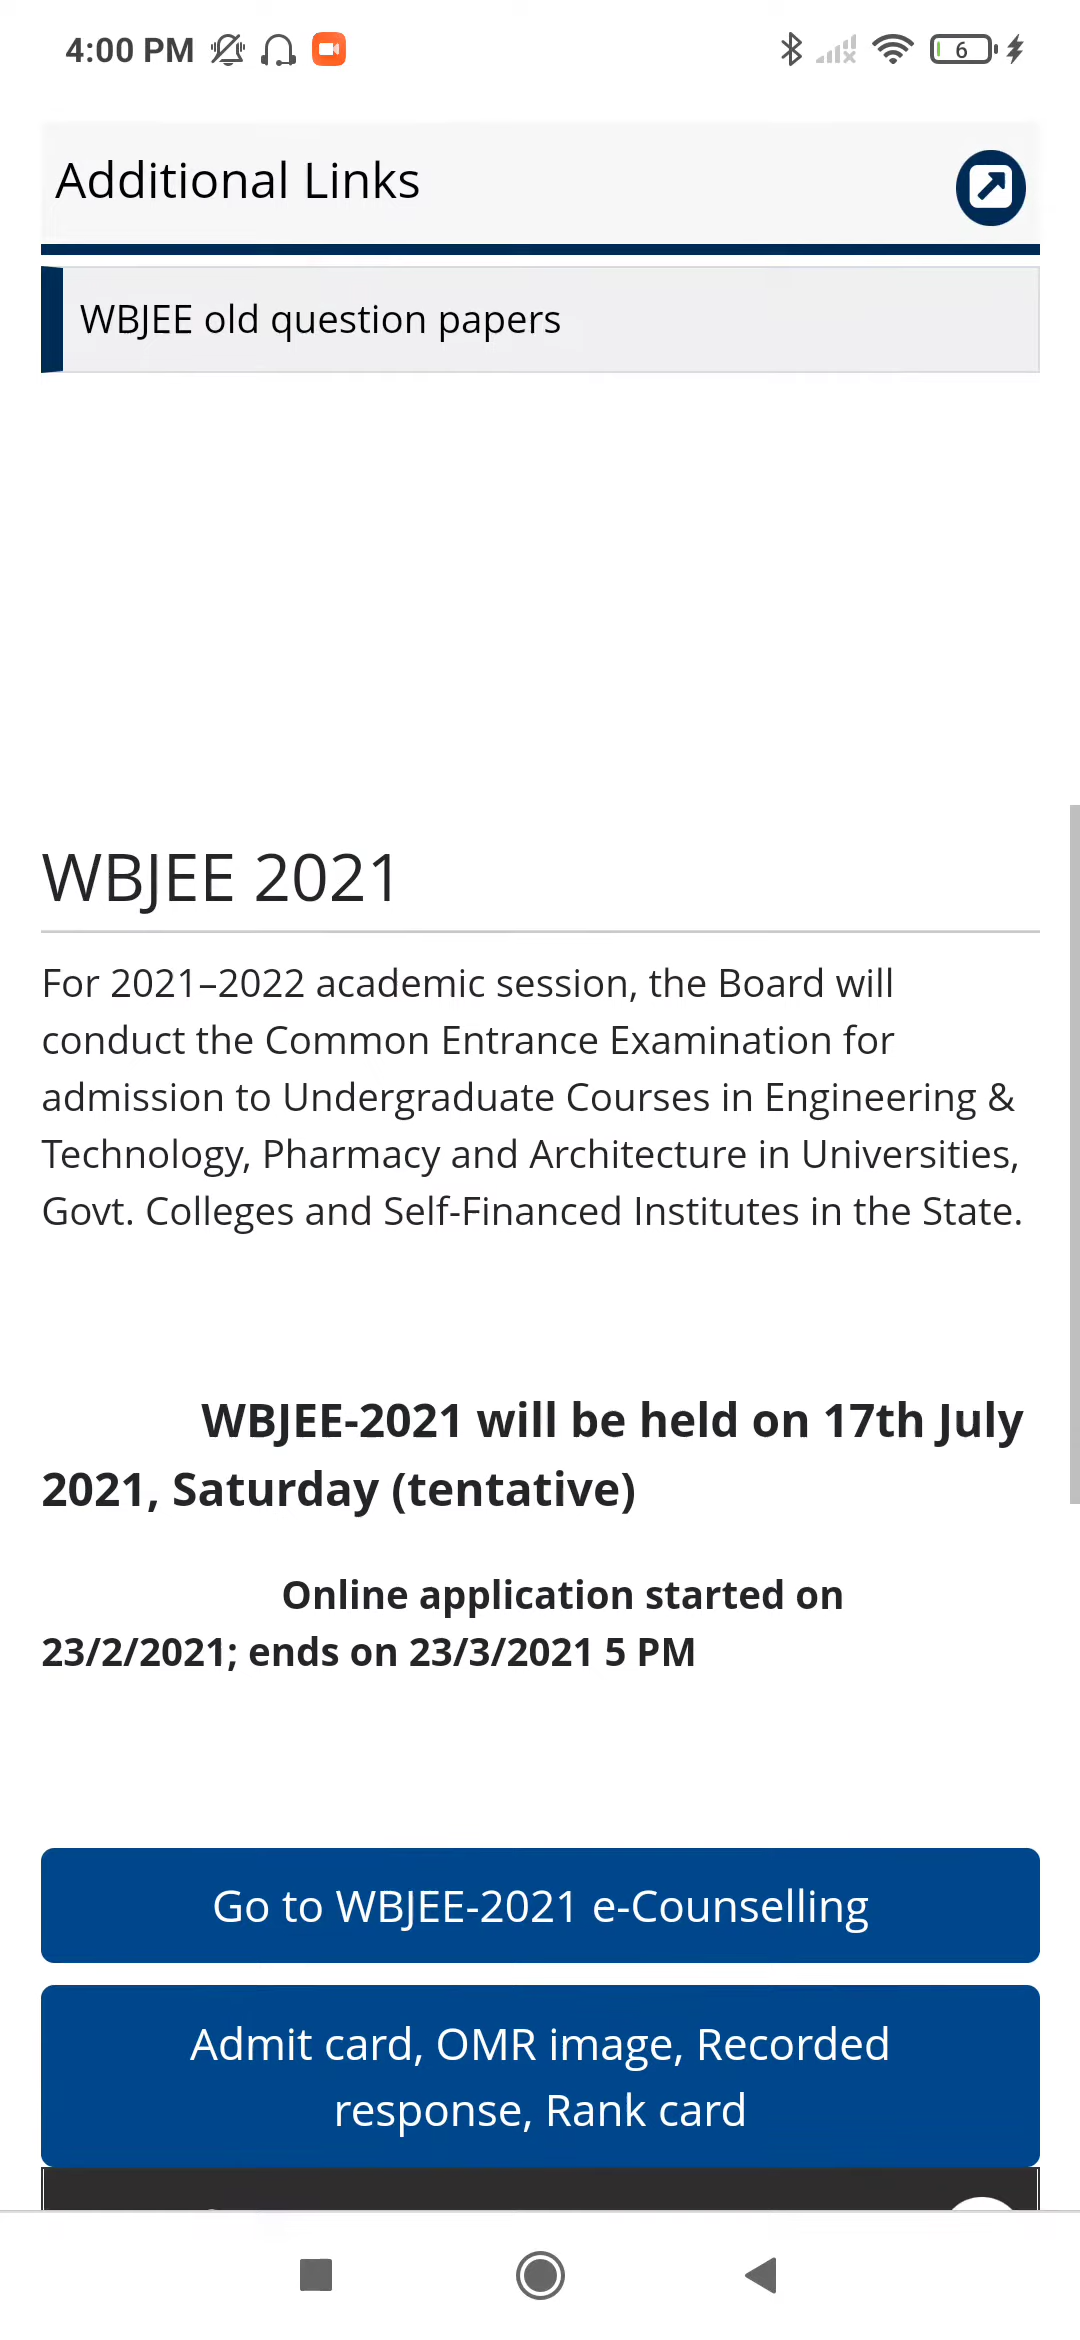 4:00 PM
6
Additional Links
WBJEE old question papers
WBJEE 2021
For 2021–2022 academic session, the Board will
conduct the Common Entrance Examination for
admission to Undergraduate Courses in Engineering &
Technology, Pharmacy and Architecture in Universities,
Govt. Colleges and Self-Financed Institutes in the State.
WBJEE-2021 will be held on 17th July
2021, Saturday (tentative)
Online application started on
23/2/2021; ends on 23/3/2021 5 PM
Go to WBJEE-2021 e-Counselling
Admit card, OMR image, Recorded
response, Rank card